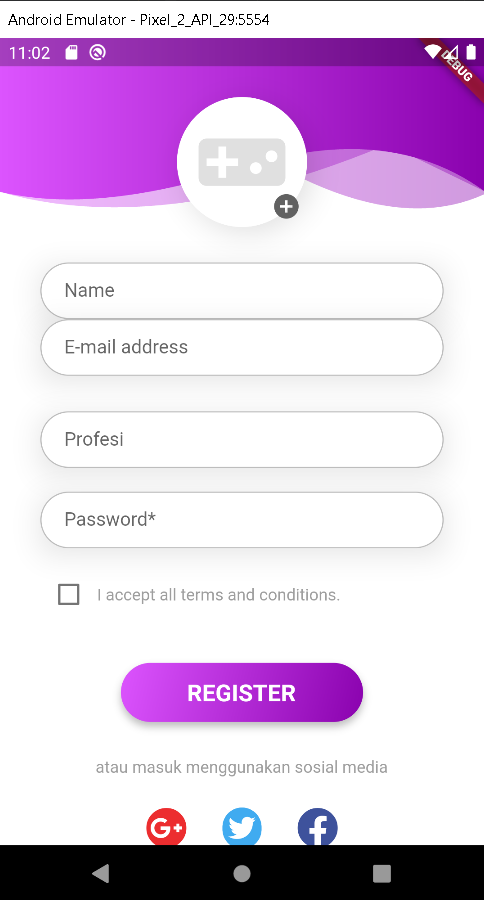 Android Emulator - Pixel_2_API_29:5554
11:02
DEBUG
Name
E-mail address
Profesi
Password*
I accept all terms and conditions.
REGISTER
atau masuk menggunakan sosial media
G+